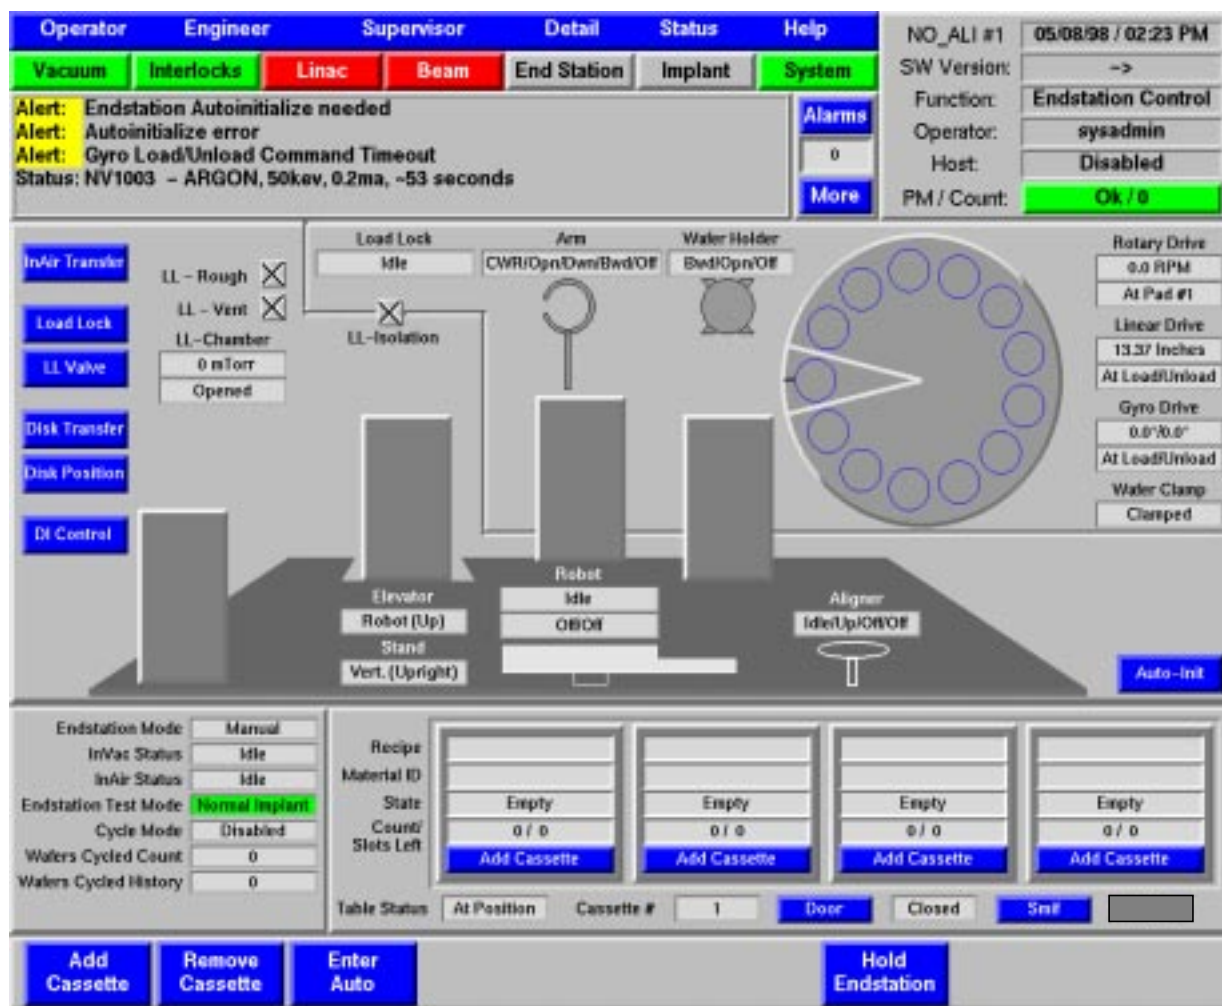 Operator Engineer Supervisor Detail Status Help
NO_ALI #1 05/08/98 / 02:23 PM
Vacuum Interlocks Linac Beam End Station Implant System
SW Version: -->
Alert: Endstation Autoinitialize needed
Alert: Autoinitialize error
Alert: Gyro Load/Unload Command Timeout
Status: NV1003 - ARGON, 50kev, 0.2ma, ~53 seconds
Alarms
0
More
Function: Endstation Control
Operator: sysadmin
Host: Disabled
PM / Count: Ok / 0
InAir Transfer
Load Lock
LL Valve
Disk Transfer
Disk Position
DI Control
LL - Rough
LL - Vent
LL-Chamber
0 mTorr
Opened
Load Lock
Idle
LL-Isolation
Arm
CWR/Opn/Dwn/Bwd/Off
Wafer Holder
Bwd/Opn/Off
Rotary Drive
0.0 RPM
At Pad #1
Linear Drive
13.37 Inches
At Load/Unload
Gyro Drive
0.0°/0.0°
At Load/Unload
Wafer Clamp
Clamped
Elevator
Robot (Up)
Stand
Vert. (Upright)
Robot
Idle
Off/Off
Aligner
Idle/Up/Off/Off
Auto-Init
Endstation Mode Manual
InVac Status Idle
InAir Status Idle
Endstation Test Mode Normal Implant
Cycle Mode Disabled
Wafers Cycled Count 0
Wafers Cycled History 0
Recipe
Material ID
State Empty Empty Empty Empty
Count/ Slots Left 0 / 0 0 / 0 0 / 0 0 / 0
Add Cassette Add Cassette Add Cassette Add Cassette
Table Status At Position Cassette # 1 Door Closed Smif
Add Cassette
Remove Cassette
Enter Auto
Hold Endstation